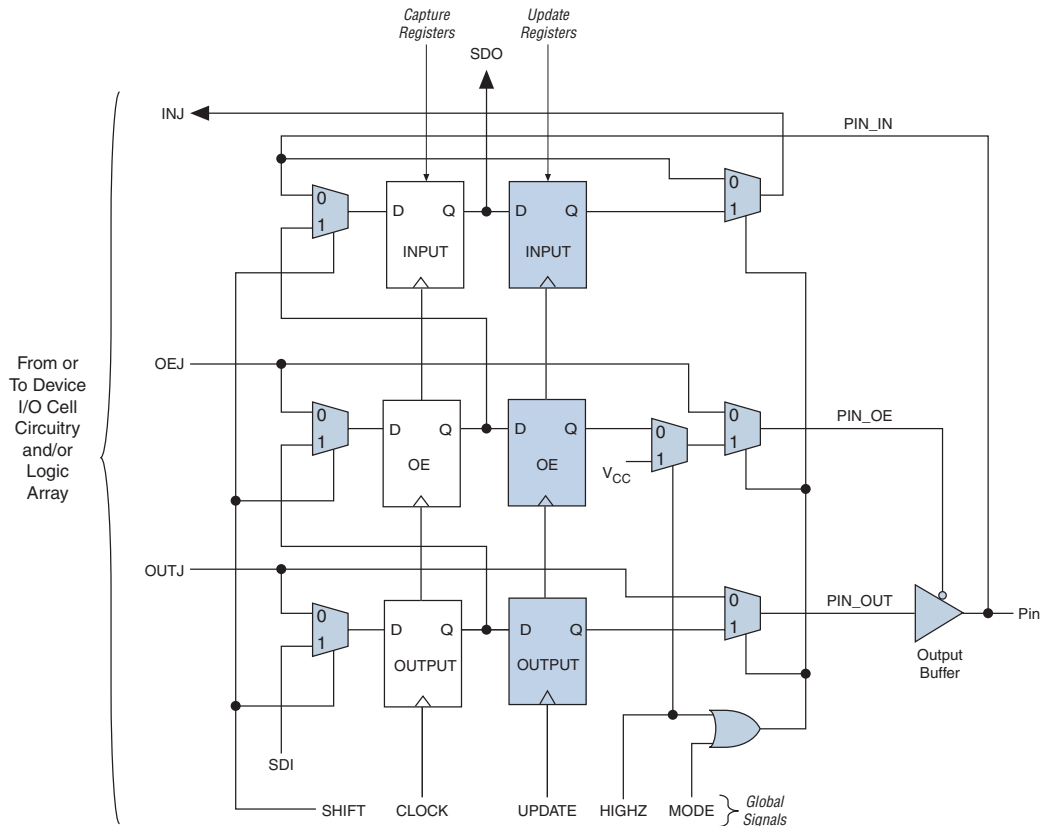 Capture
Registers
Update
Registers
SDO
INJ
PIN_IN
0
1
D Q
INPUT
D Q
INPUT
0
1
From or
To Device
I/O Cell
Circuitry
and/or
Logic
Array
OEJ
0
1
D Q
OE
D Q
OE
0
1
VCC
0
1
PIN_OE
OUTJ
0
1
D Q
OUTPUT
D Q
OUTPUT
0
1
PIN_OUT
Pin
Output
Buffer
SDI
SHIFT
CLOCK
UPDATE
HIGHZ
MODE
Global
Signals